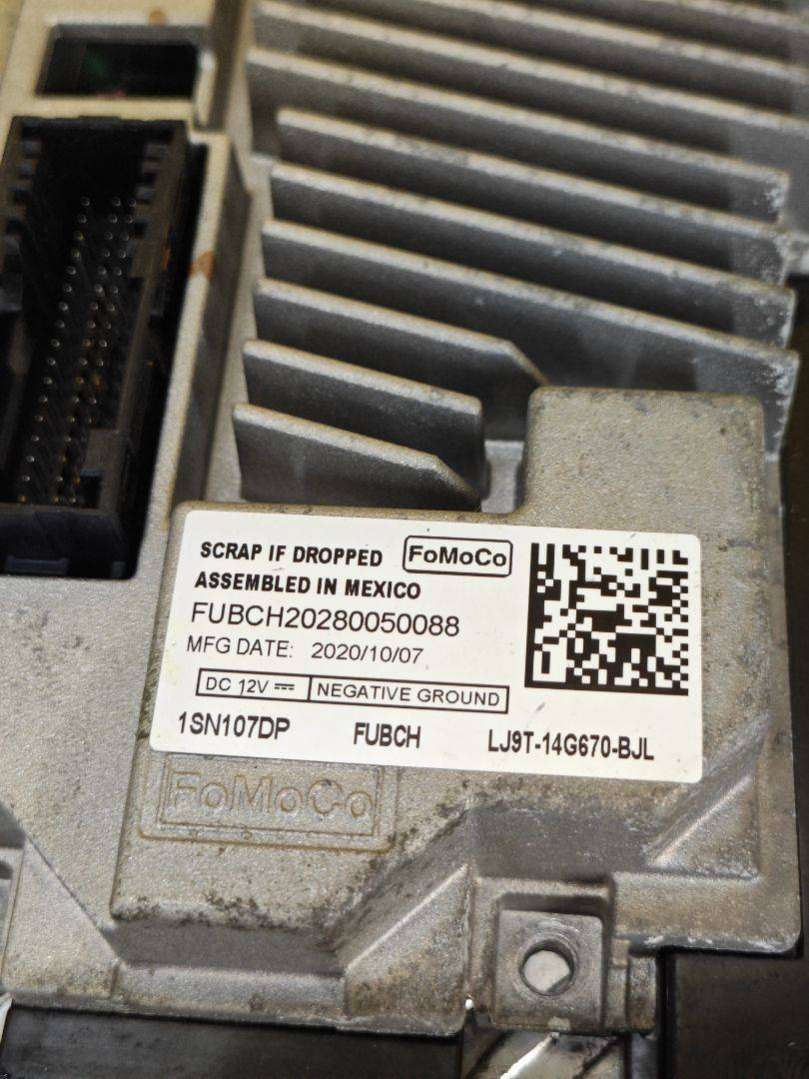 SCRAP IF DROPPED FoMoCo
ASSEMBLED IN MEXICO
FUBCH20280050088
MFG DATE: 2020/10/07
DC 12V NEGATIVE GROUND
1SN107DP FUBCH LJ9T-14G670-BJL
FoMoCo